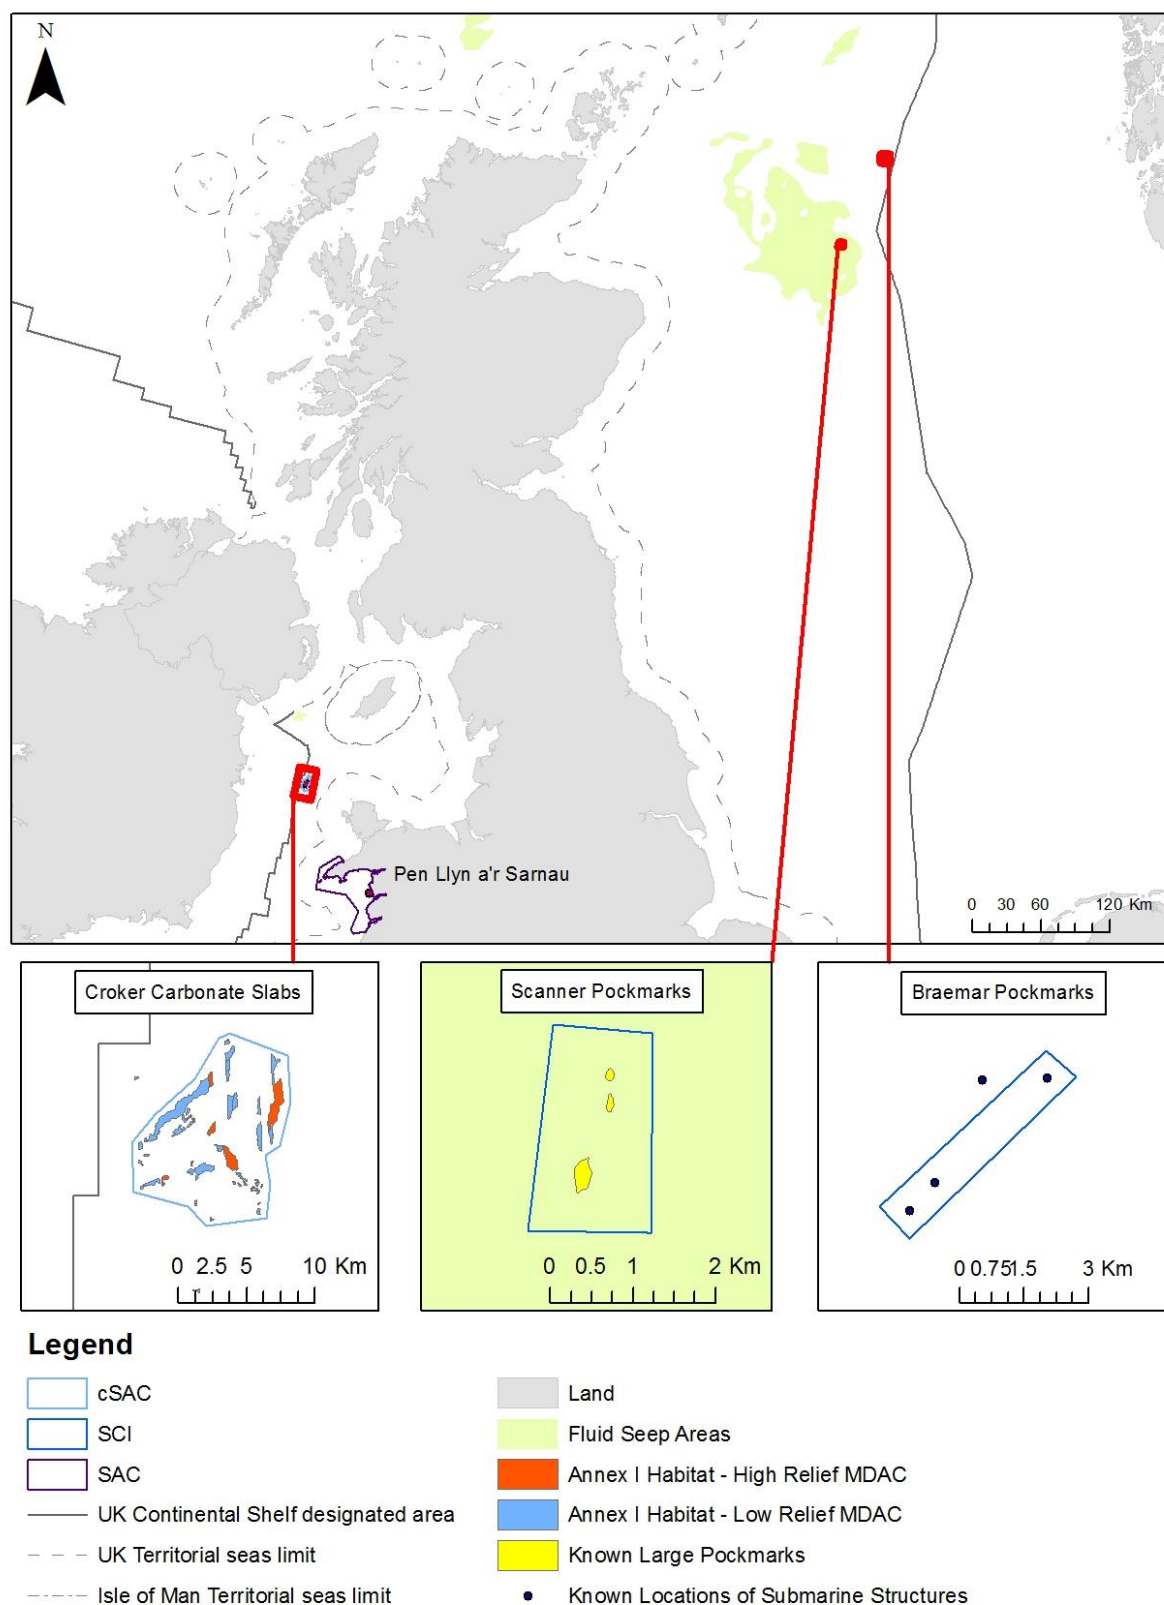 N
Pen Llyn a'r Sarnau
0 30 60 120 Km
Croker Carbonate Slabs
Scanner Pockmarks
Braemar Pockmarks
0 2.5 5 10 Km
0 0.5 1 2 Km
0 0.75 1.5 3 Km
Legend
cSAC
SCI
SAC
UK Continental Shelf designated area
UK Territorial seas limit
Isle of Man Territorial seas limit
Land
Fluid Seep Areas
Annex I Habitat - High Relief MDAC
Annex I Habitat - Low Relief MDAC
Known Large Pockmarks
Known Locations of Submarine Structures